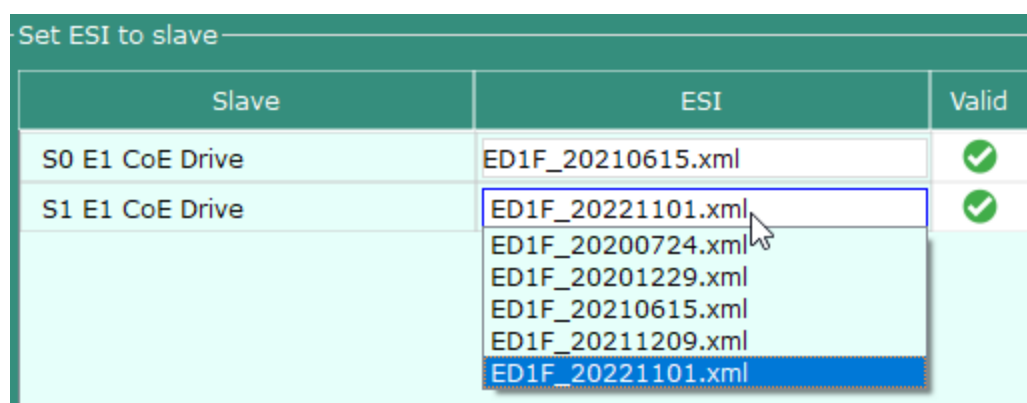 Set ESI to slave
Slave ESI Valid
S0 E1 CoE Drive ED1F_20210615.xml
S1 E1 CoE Drive ED1F_20221101.xml
ED1F_20200724.xml
ED1F_20201229.xml
ED1F_20210615.xml
ED1F_20211209.xml
ED1F_20221101.xml